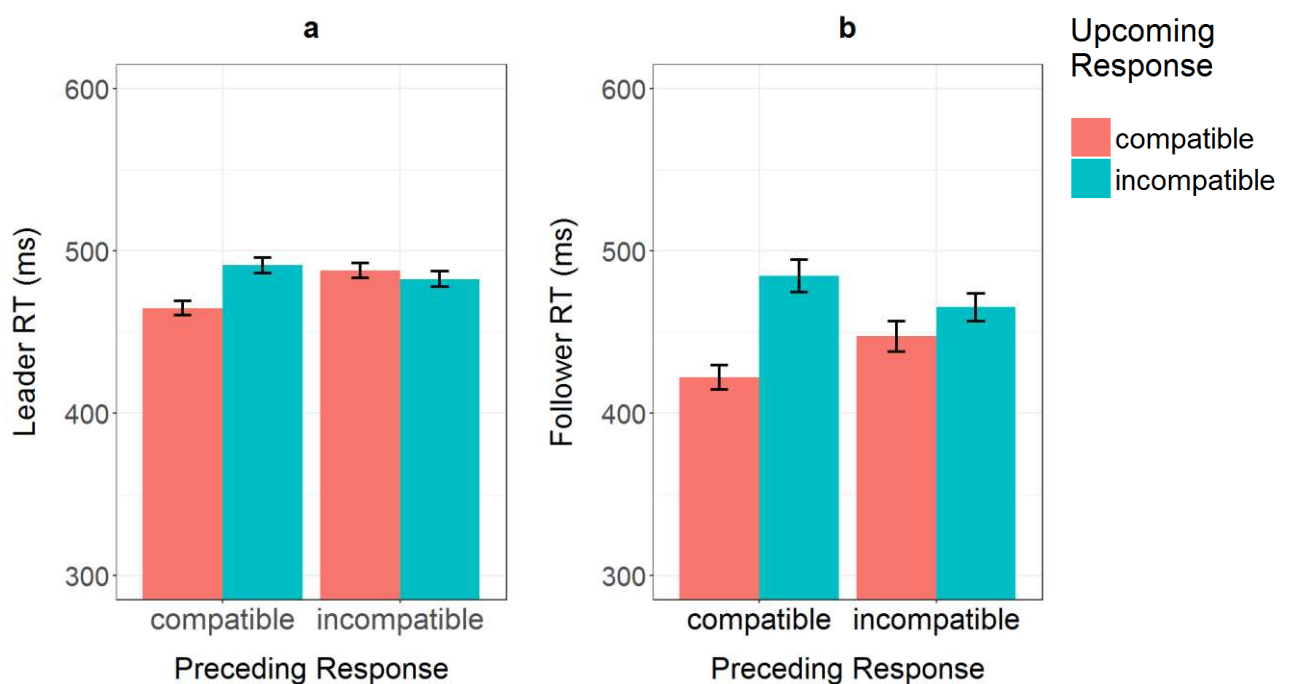 a
600
500
400
300
Leader RT (ms)
compatible incompatible
Preceding Response
b
600
500
400
300
Follower RT (ms)
compatible incompatible
Preceding Response
Upcoming
Response
compatible
incompatible